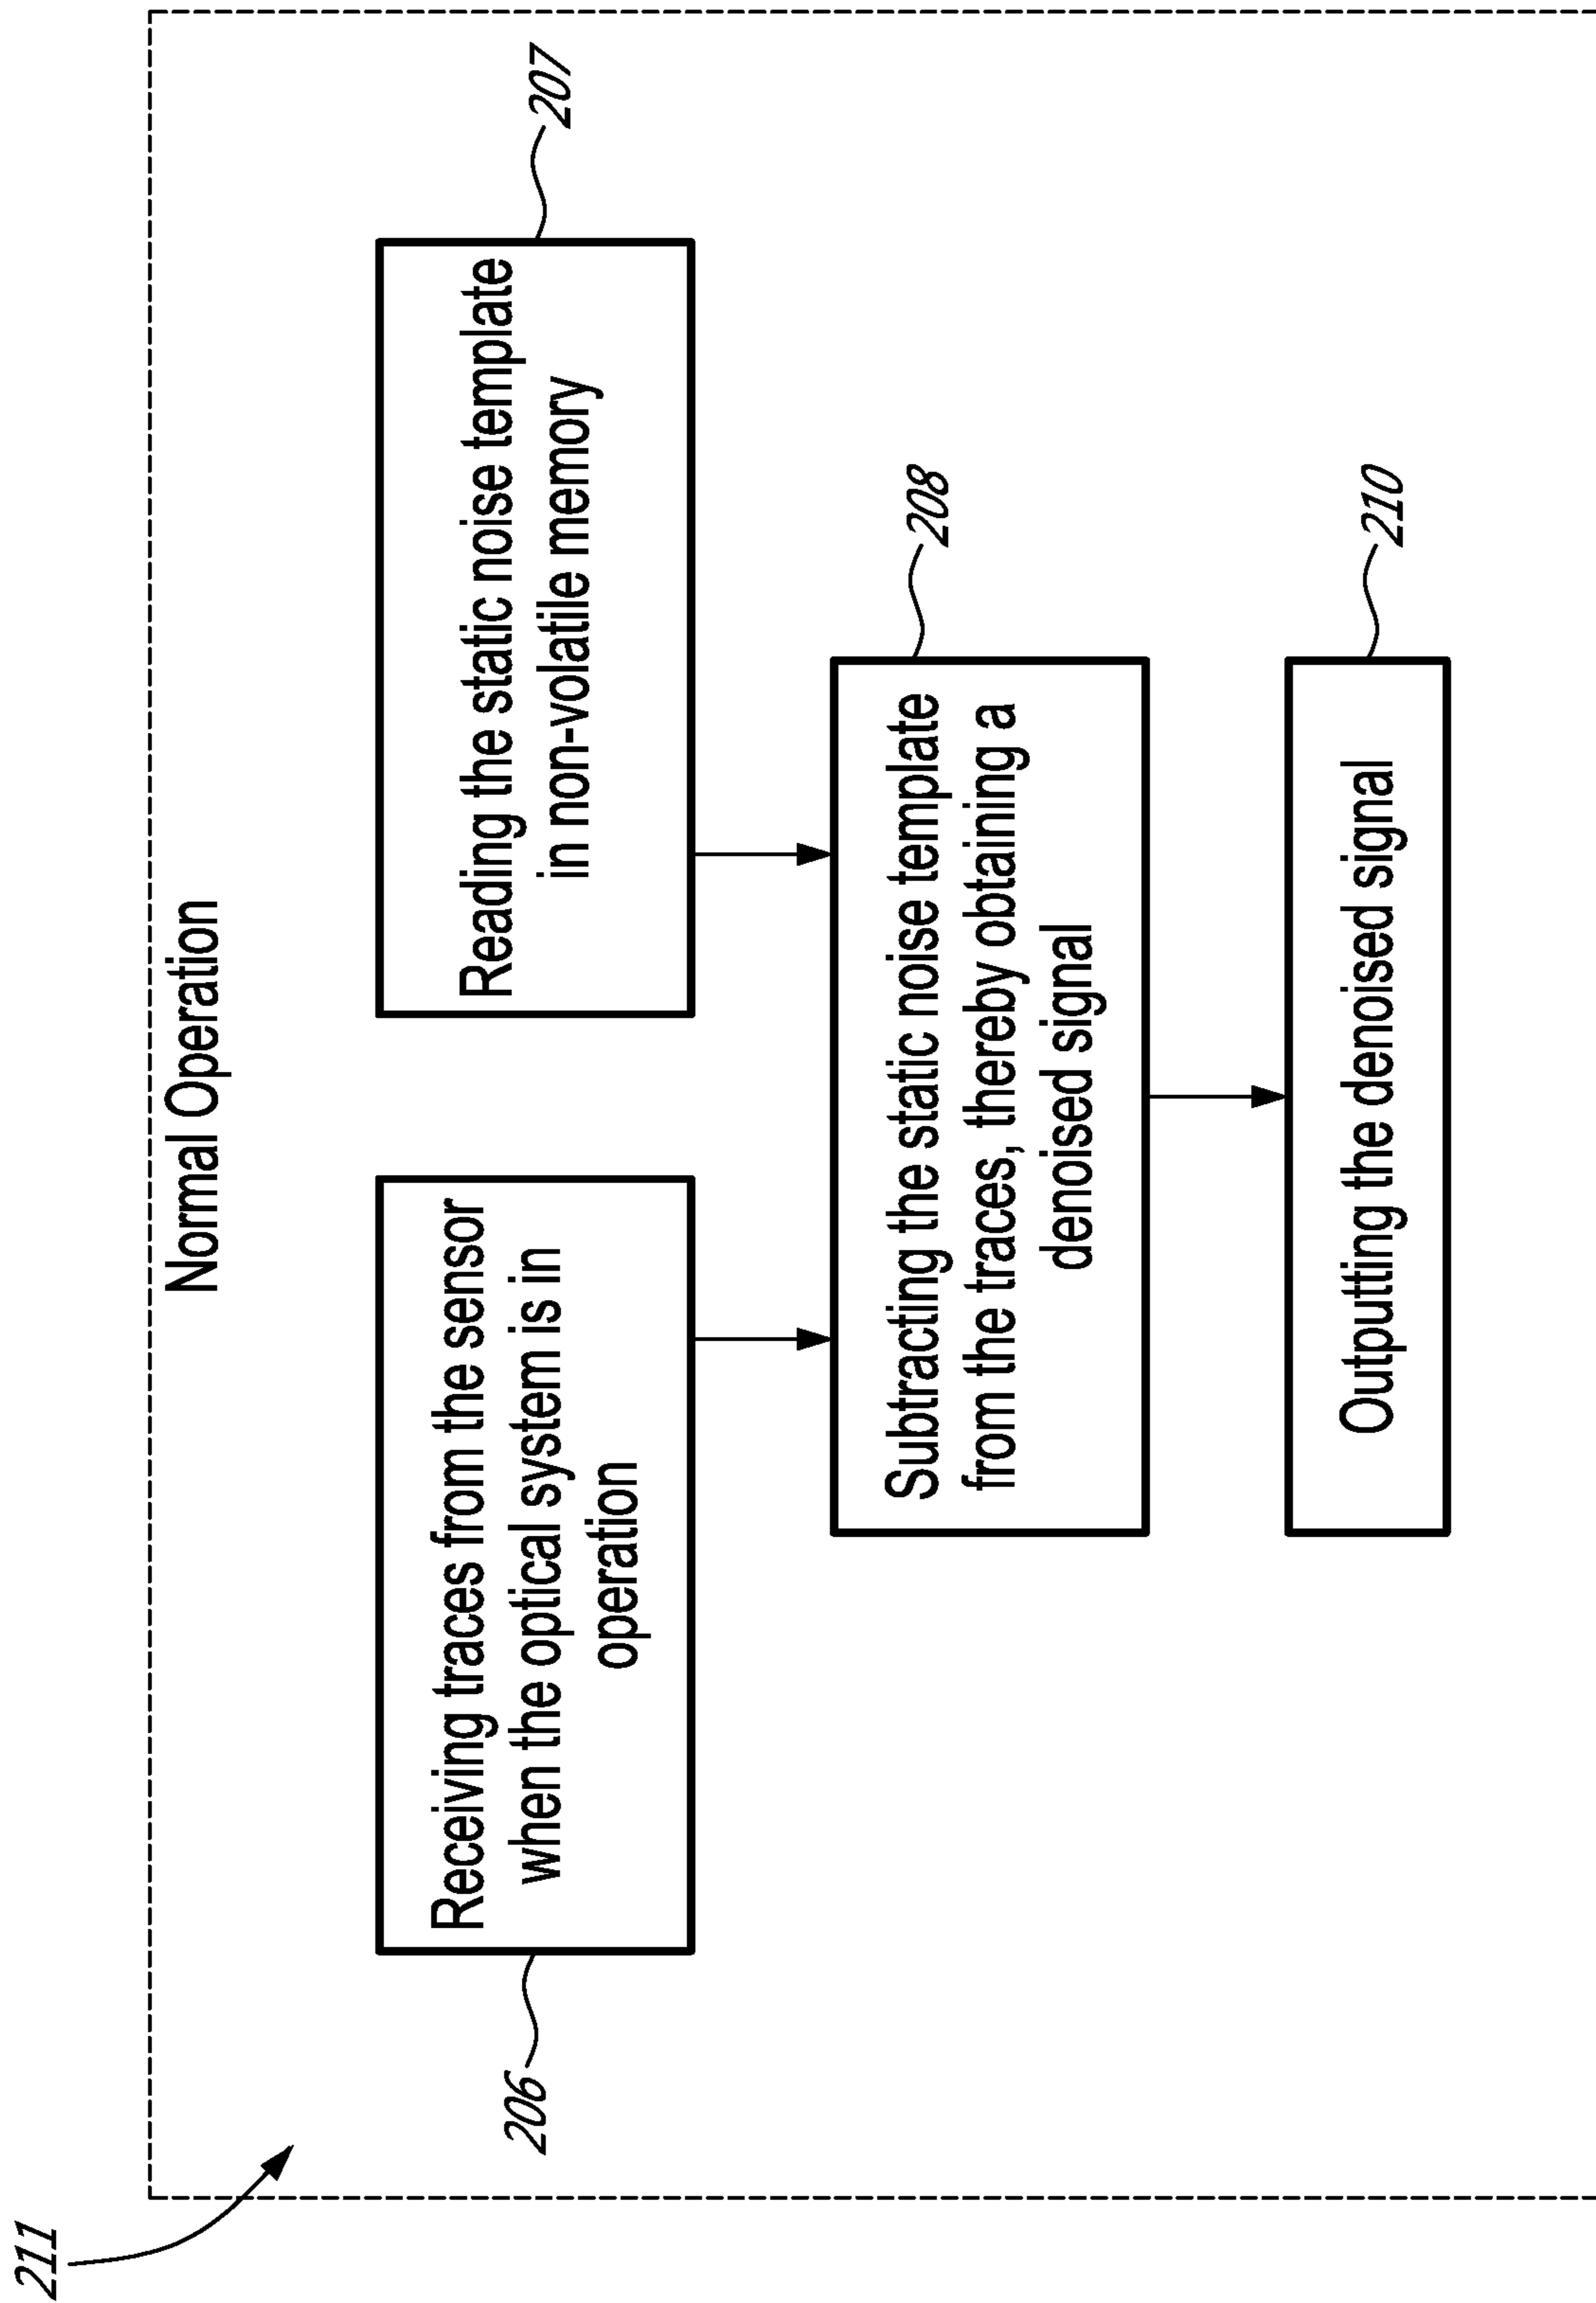 211
Normal Operation
206
Receiving traces from the sensor
when the optical system is in
operation
Reading the static noise template
in non-volatile memory
207
Subtracting the static noise template
from the traces, thereby obtaining a
denoised signal
208
Outputting the denoised signal
210